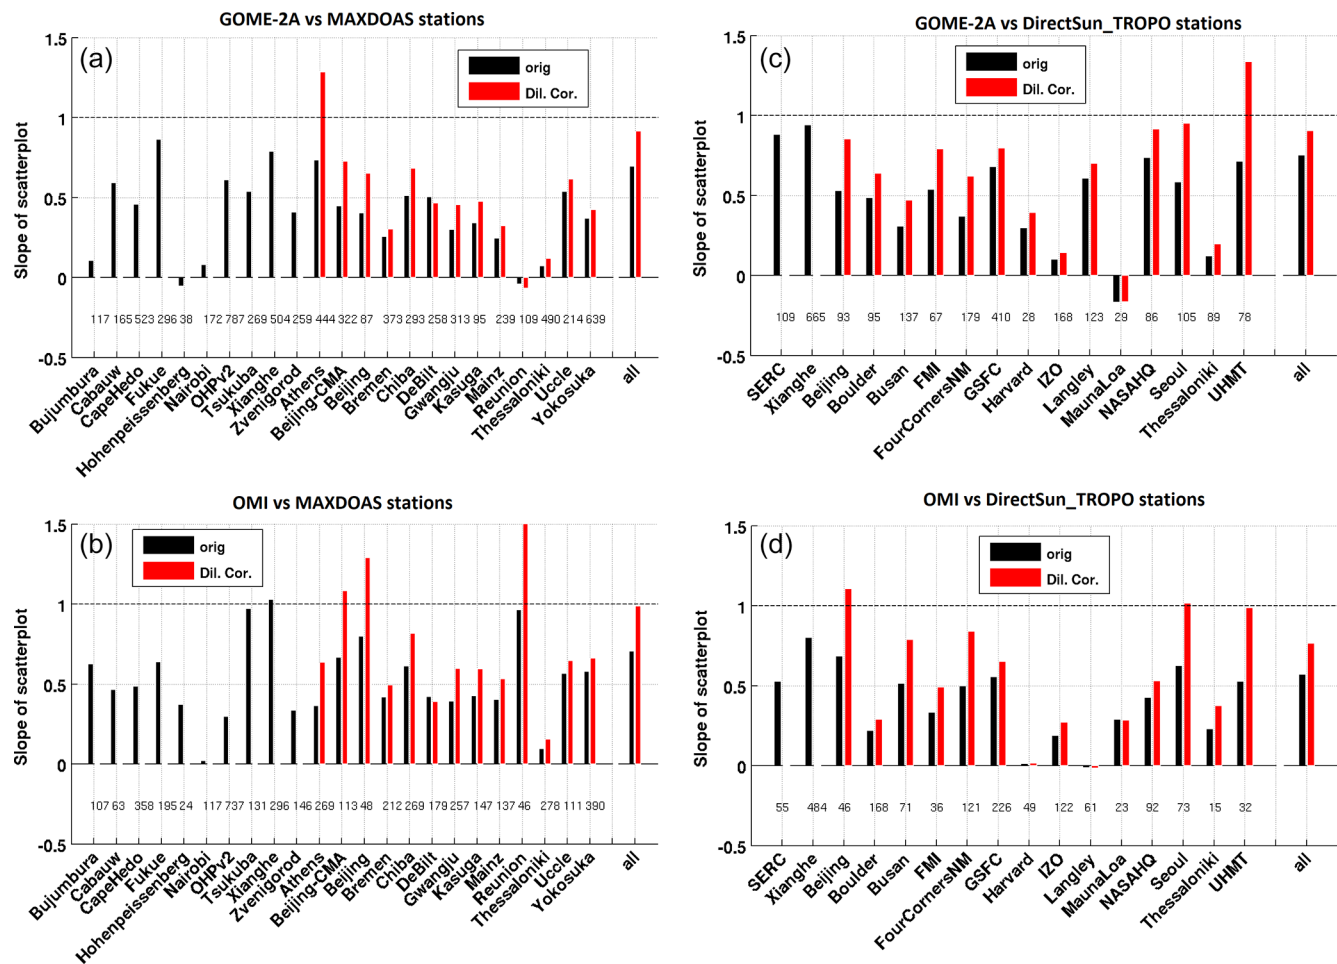 GOME-2A vs MAXDOAS stations
(a)
orig
Dil. Cor.
Slope of scatterplot
1.5
1
0.5
0
-0.5
117 165 523 296 38 172 787 269 504 259 444 322 87 373 293 258 313 95 239 109 490 214 639
Bujumbura
Cabauw
CapeHedo
Fukue
Hohenpeissenberg
Nairobi
OHPv2
Tsukuba
Xianghe
Zvenigorod
Athens
Beijing-CMA
Beijing
Bremen
Chiba
DeBilt
Gwangju
Kasuga
Mainz
Reunion
Thessaloniki
Uccle
Yokosuka
all
GOME-2A vs DirectSun_TROPO stations
(c)
orig
Dil. Cor.
Slope of scatterplot
1.5
1
0.5
0
-0.5
109 665 93 95 137 67 179 410 28 168 123 29 86 105 89 78
SERC
Xianghe
Beijing
Boulder
Busan
FMI
FourCornersNM
GSFC
Harvard
IZO
Langley
MaunaLoa
NASAHQ
Seoul
Thessaloniki
UHMT
all
OMI vs MAXDOAS stations
(b)
orig
Dil. Cor.
Slope of scatterplot
1.5
1
0.5
0
0.5
107 63 358 195 24 117 737 131 296 146 269 113 48 212 269 179 257 147 137 46 278 111 390
Bujumbura
Cabauw
CapeHedo
Fukue
Hohenpeissenberg
Nairobi
OHPv2
Tsukuba
Xianghe
Zvenigorod
Athens
Beijing-CMA
Beijing
Bremen
Chiba
DeBilt
Gwangju
Kasuga
Mainz
Reunion
Thessaloniki
Uccle
Yokosuka
all
OMI vs DirectSun_TROPO stations
(d)
orig
Dil. Cor.
Slope of scatterplot
1.5
1
0.5
0
-0.5
55 484 46 168 71 36 121 226 49 122 61 23 92 73 15 32
SERC
Xianghe
Beijing
Boulder
Busan
FMI
FourCornersNM
GSFC
Harvard
IZO
Langley
MaunaLoa
NASAHQ
Seoul
Thessaloniki
UHMT
all